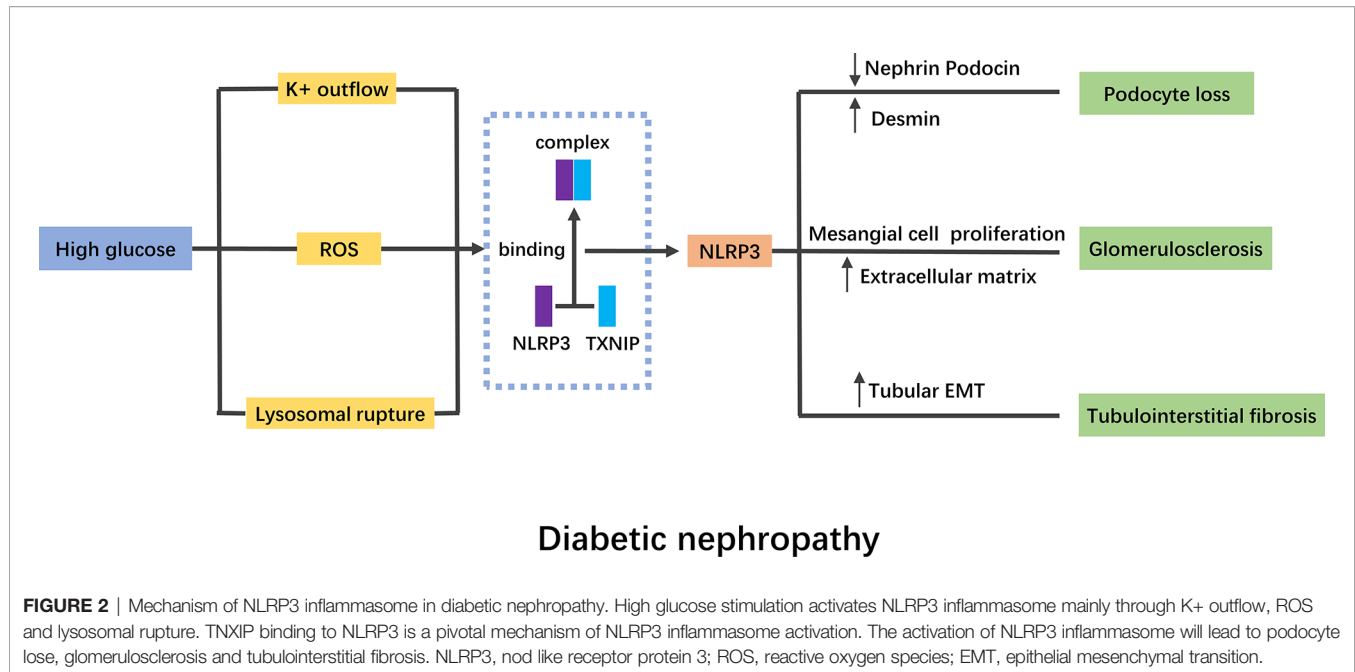 K+ outflow
Nephrin Podocin
Podocyte loss
Desmin
complex
High glucose
ROS
binding
NLRP3
Mesangial cell proliferation
Glomerulosclerosis
Extracellular matrix
NLRP3 TXNIP
Tubular EMT
Lysosomal rupture
Tubulointerstitial fibrosis
Diabetic nephropathy
FIGURE 2 | Mechanism of NLRP3 inflammasome in diabetic nephropathy. High glucose stimulation activates NLRP3 inflammasome mainly through K+ outflow, ROS
and lysosomal rupture. TNXIP binding to NLRP3 is a pivotal mechanism of NLRP3 inflammasome activation. The activation of NLRP3 inflammasome will lead to podocyte
lose, glomerulosclerosis and tubulointerstitial fibrosis. NLRP3, nod like receptor protein 3; ROS, reactive oxygen species; EMT, epithelial mesenchymal transition.